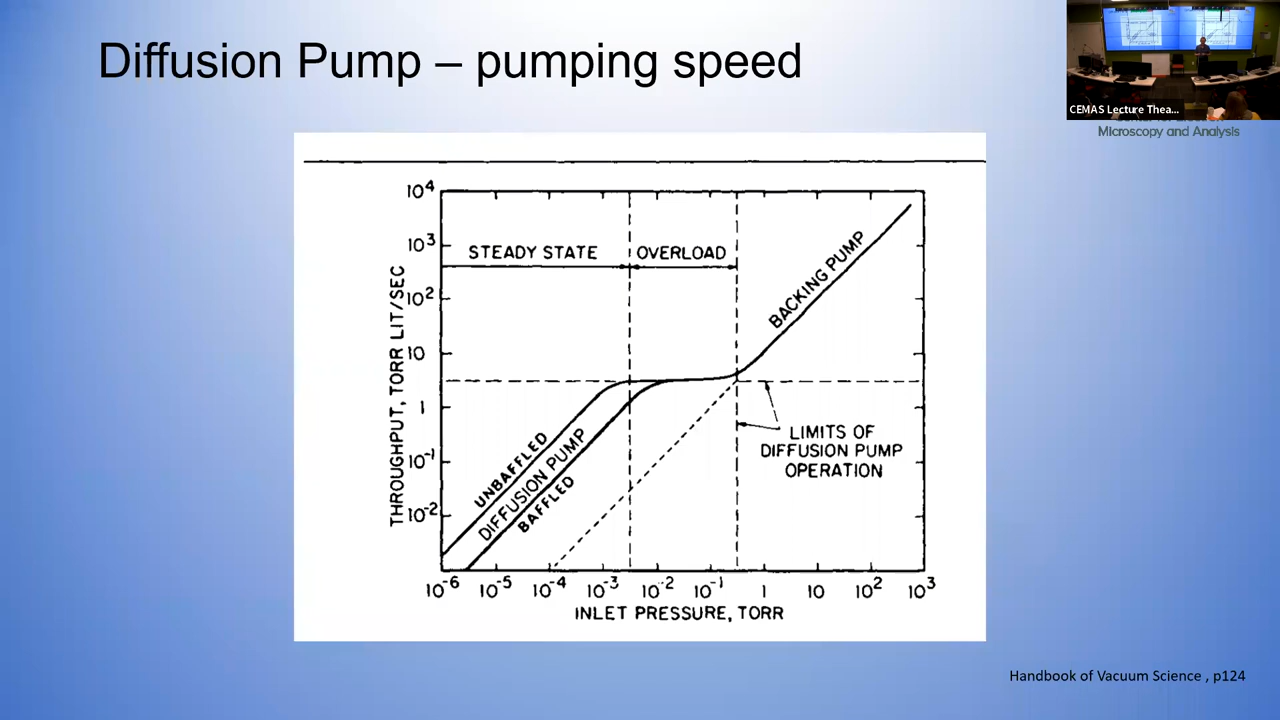 Diffusion Pump – pumping speed
CEMAS Lecture Thea...
Microscopy and Analysis
10⁴
10³
10²
10
1
10⁻¹
10⁻²
THROUGHPUT, TORR LIT/SEC
STEADY STATE
OVERLOAD
BACKING PUMP
UNBAFFLED
DIFFUSION PUMP
BAFFLED
LIMITS OF
DIFFUSION PUMP
OPERATION
10⁻⁶ 10⁻⁵ 10⁻⁴ 10⁻³ 10⁻² 10⁻¹ 1 10 10² 10³
INLET PRESSURE, TORR
Handbook of Vacuum Science , p124